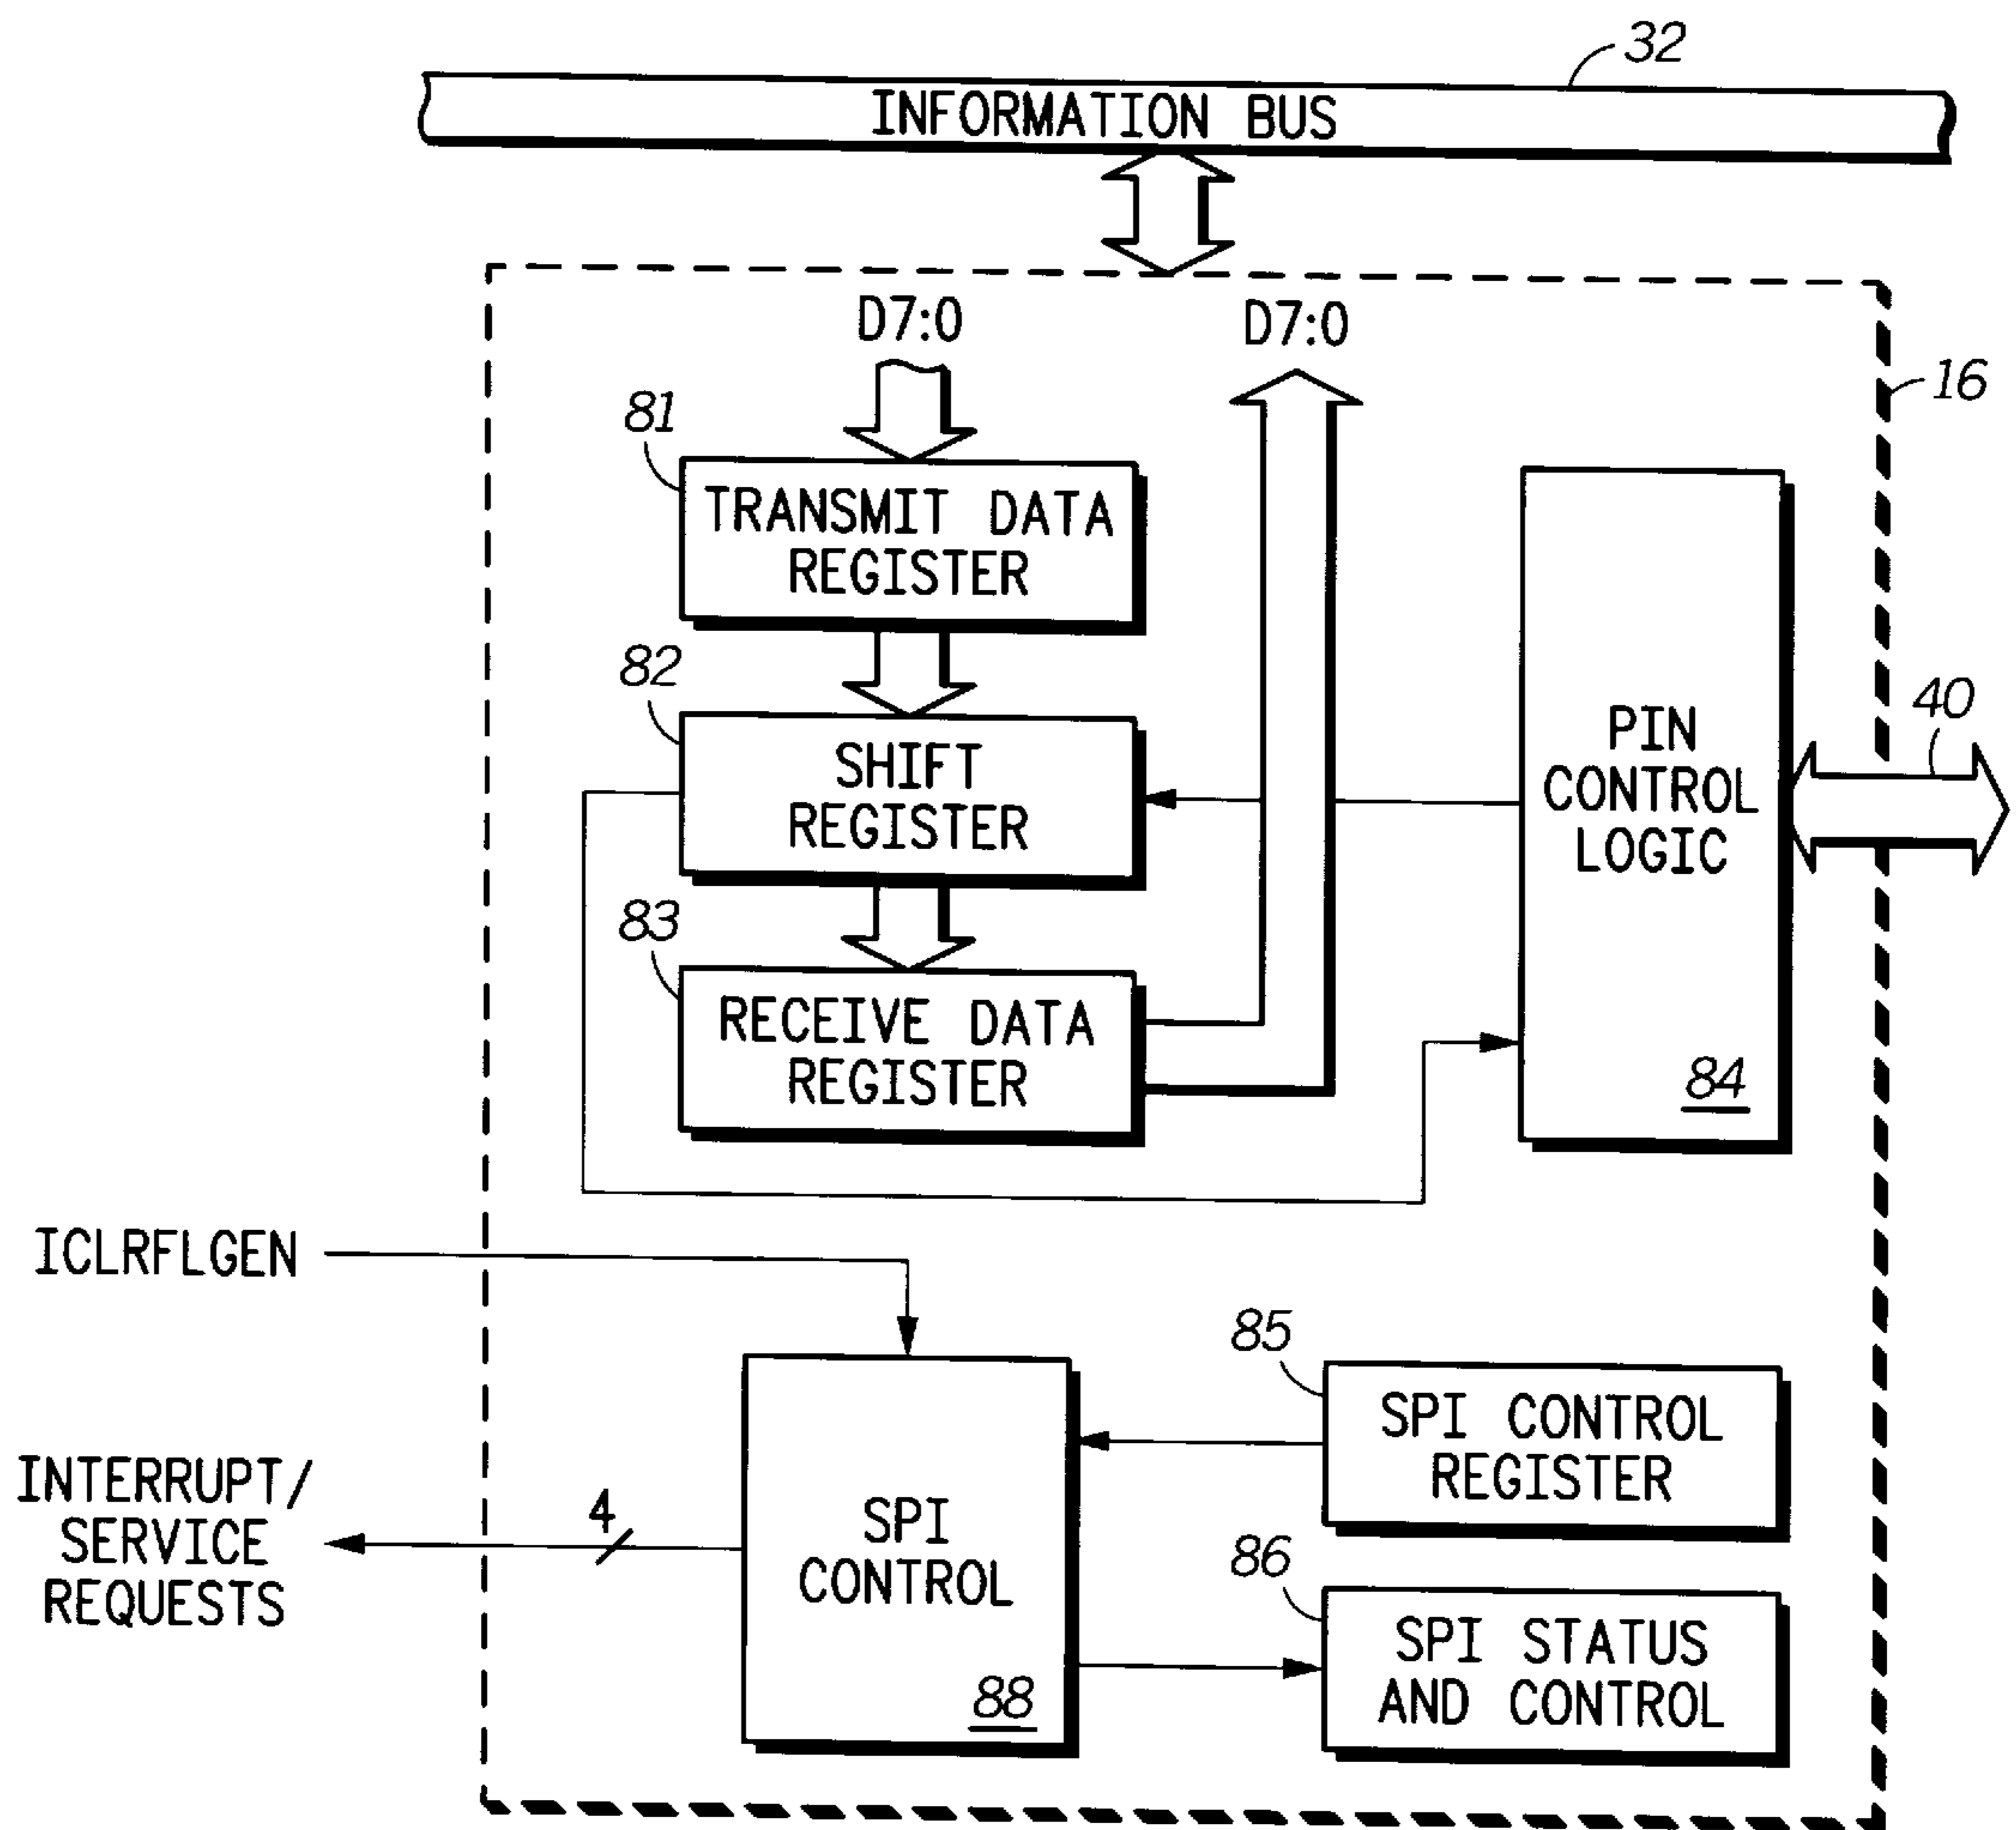 32
INFORMATION BUS
D7:0
D7:0
16
81
TRANSMIT DATA
REGISTER
82
SHIFT
REGISTER
83
RECEIVE DATA
REGISTER
PIN
CONTROL
LOGIC
84
40
ICLRFLGEN
INTERRUPT/
SERVICE
REQUESTS
4
SPI
CONTROL
88
85
SPI CONTROL
REGISTER
86
SPI STATUS
AND CONTROL